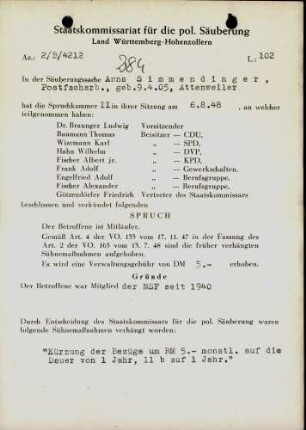 Staatskommissariat für die pol. Säuberung
Land Württemberg-Hohenzollern
Az.: 2/B/4212
L: 102
384
In der Säuberungssache Anna Simmendinger,
Postfacharb., geb.9.4.05, Attenweiler
hat die Spruchkammer II in ihrer Sitzung am 6.8.48, an welcher
teilgenommen haben:
Dr. Braunger Ludwig Vorsitzender
Baumann Thomas Beisitzer — CDU,
Wizemann Karl „ — SPD,
Hahn Wilhelm „ — DVP,
Fischer Albert jr. „ — KPD,
Frank Adolf „ — Gewerkschaften.
Engelfried Adolf „ — Berufsgruppe,
Fischer Alexander „ — Berufsgruppe,
Götzendörfer Friedrich Vertreter des Staatskommissars
beschlossen und verkündet folgenden
SPRUCH
Der Betroffene ist Mitläufer.
Gemäß Art. 4 der VO. 133 vom 17. 11. 47 in der Fassung des
Art. 2 der VO. 165 vom 13. 7. 48 sind die früher verhängten
Sühnemaßnahmen aufgehoben.
Es wird eine Verwaltungsgebühr von DM 5.- erhoben.
Gründe
Der Betroffene war Mitglied der NSF seit 1940
Durch Entscheidung des Staatskommissars für die pol. Säuberung waren
folgende Sühnemaßnahmen verhängt worden:
"Kürzung der Bezüge um RM 5.- monatl. auf die
Dauer von 1 Jahr, 11 b auf 1 Jahr."